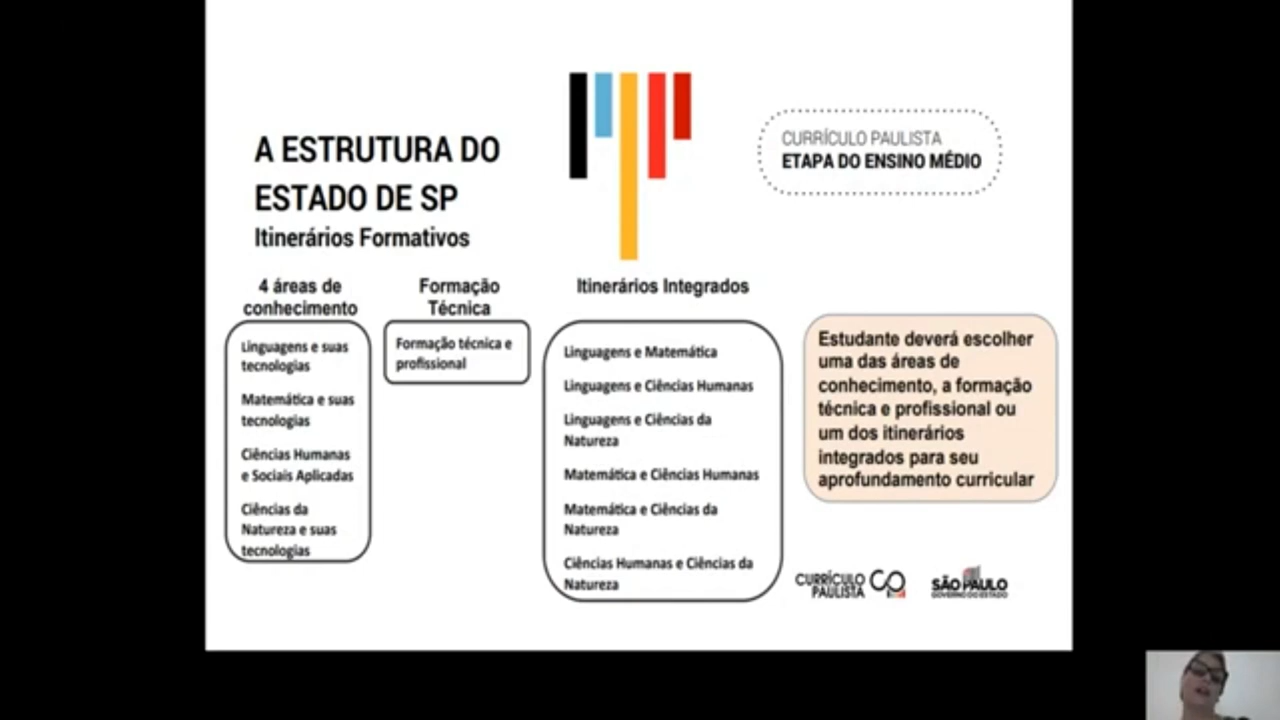 A ESTRUTURA DO
ESTADO DE SP
Itinerários Formativos
CURRÍCULO PAULISTA
ETAPA DO ENSINO MÉDIO
4 áreas de
conhecimento
Linguagens e suas
tecnologias
Matemática e suas
tecnologias
Ciências Humanas
e Sociais Aplicadas
Ciências da
Natureza e suas
tecnologias
Formação
Técnica
Formação técnica e
profissional
Itinerários Integrados
Linguagens e Matemática
Linguagens e Ciências Humanas
Linguagens e Ciências da
Natureza
Matemática e Ciências Humanas
Matemática e Ciências da
Natureza
Ciências Humanas e Ciências da
Natureza
Estudante deverá escolher
uma das áreas de
conhecimento, a formação
técnica e profissional ou
um dos itinerários
integrados para seu
aprofundamento curricular
CURRÍCULO
PAULISTA
CP
SÃO PAULO
GOVERNO DO ESTADO